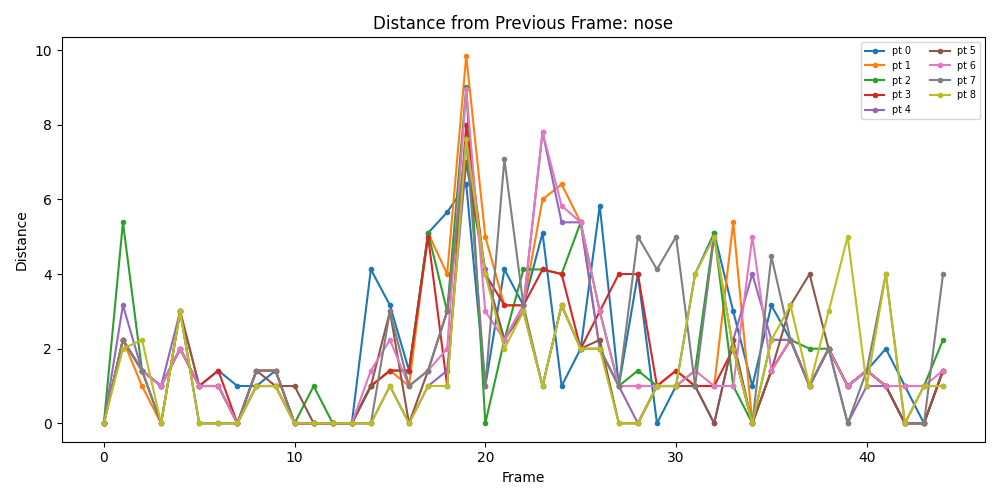 Distance from Previous Frame: nose
10
8
6
4
2
0
Distance
0 10 20 30 40
Frame
pt 0 pt 5
pt 1 pt 6
pt 2 pt 7
pt 3 pt 8
pt 4